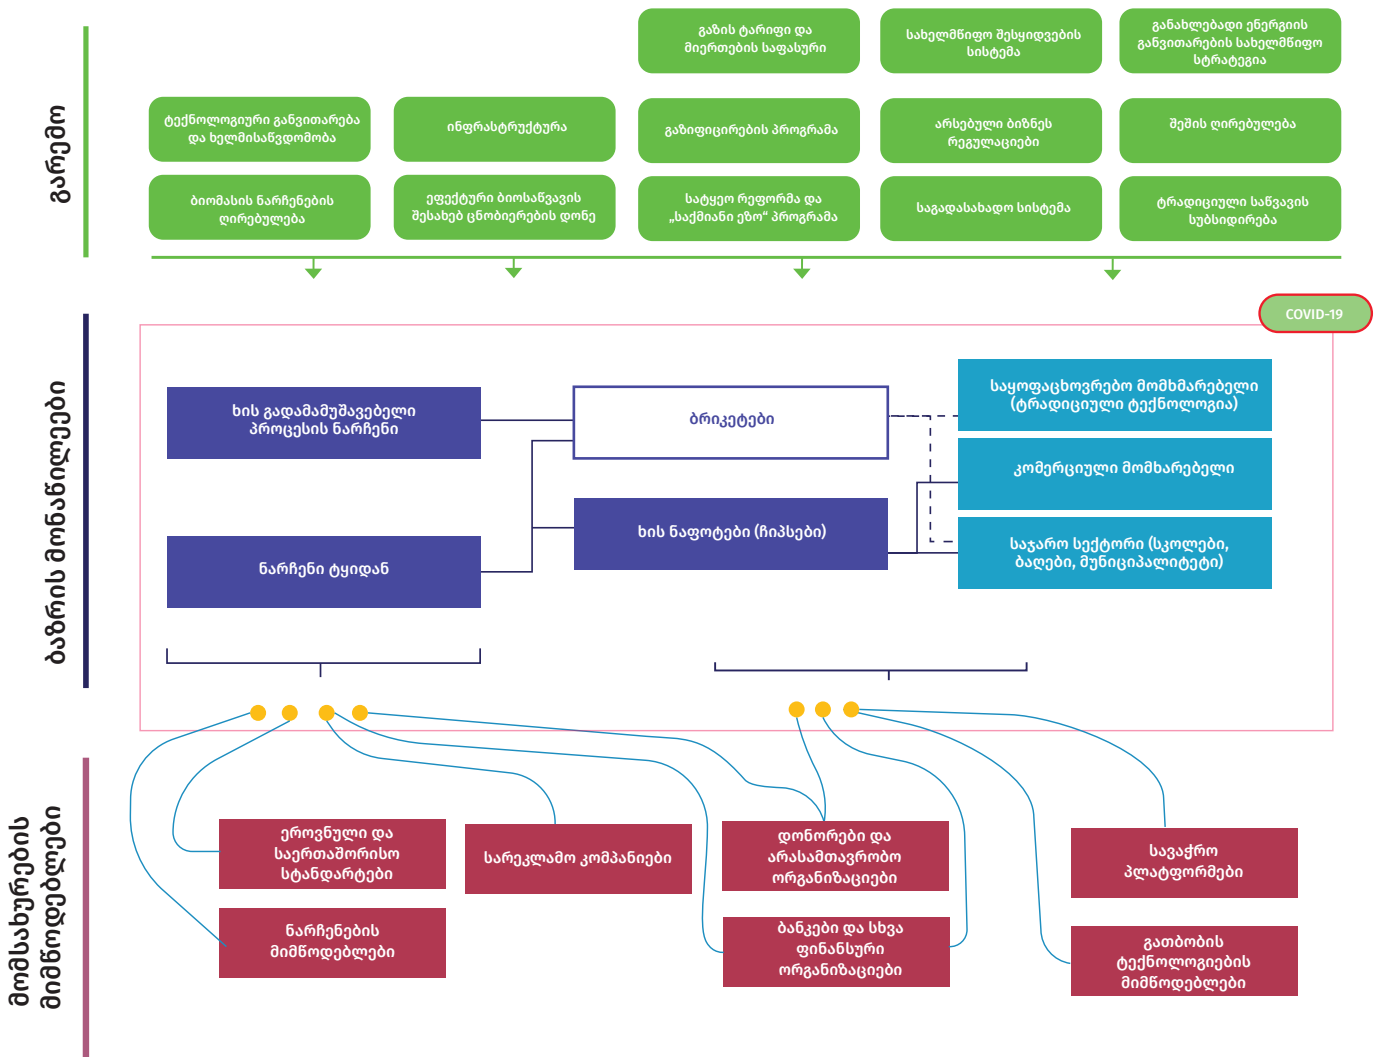 გარემო
გაზის ტარიფი და
მიერთების საფასური
სახელმწიფო შესყიდვების
სისტემა
განახლებადი ენერგიის
განვითარების სახელმწიფო
სტრატეგია
ტექნოლოგიური განვითარება
და ხელმისაწვდომობა
ინფრასტრუქტურა
გაზიფიცირების პროგრამა
არსებული ბიზნეს
რეგულაციები
შეშის ღირებულება
ბიომასის ნარჩენების
ღირებულება
ეფექტური ბიოსაწვავის
შესახებ ცნობიერების დონე
სატყეო რეფორმა და
„საქმიანი ეზო“ პროგრამა
საგადასახადო სისტემა
ტრადიციული საწვავის
სუბსიდირება
ბაზრის მონაწილეები
COVID-19
ხის გადამამუშავებელი
პროცესის ნარჩენი
ბრიკეტები
საყოფაცხოვრებო მომხმარებელი
(ტრადიციული ტექნოლოგია)
კომერციული მომხარებელი
ხის ნაფოტები (ჩიპსები)
ნარჩენი ტყიდან
საჯარო სექტორი (სკოლები,
ბაღები, მუნიციპალიტეტი)
მომსახურების
მიმწოდებლები
ეროვნული და
საერთაშორისო
სტანდარტები
სარეკლამო კომპანიები
დონორები და
არასამთავრობო
ორგანიზაციები
სავაჭრო
პლატფორმები
ნარჩენების
მიმწოდებლები
ბანკები და სხვა
ფინანსური
ორგანიზაციები
გათბობის
ტექნოლოგიების
მიმწოდებლები